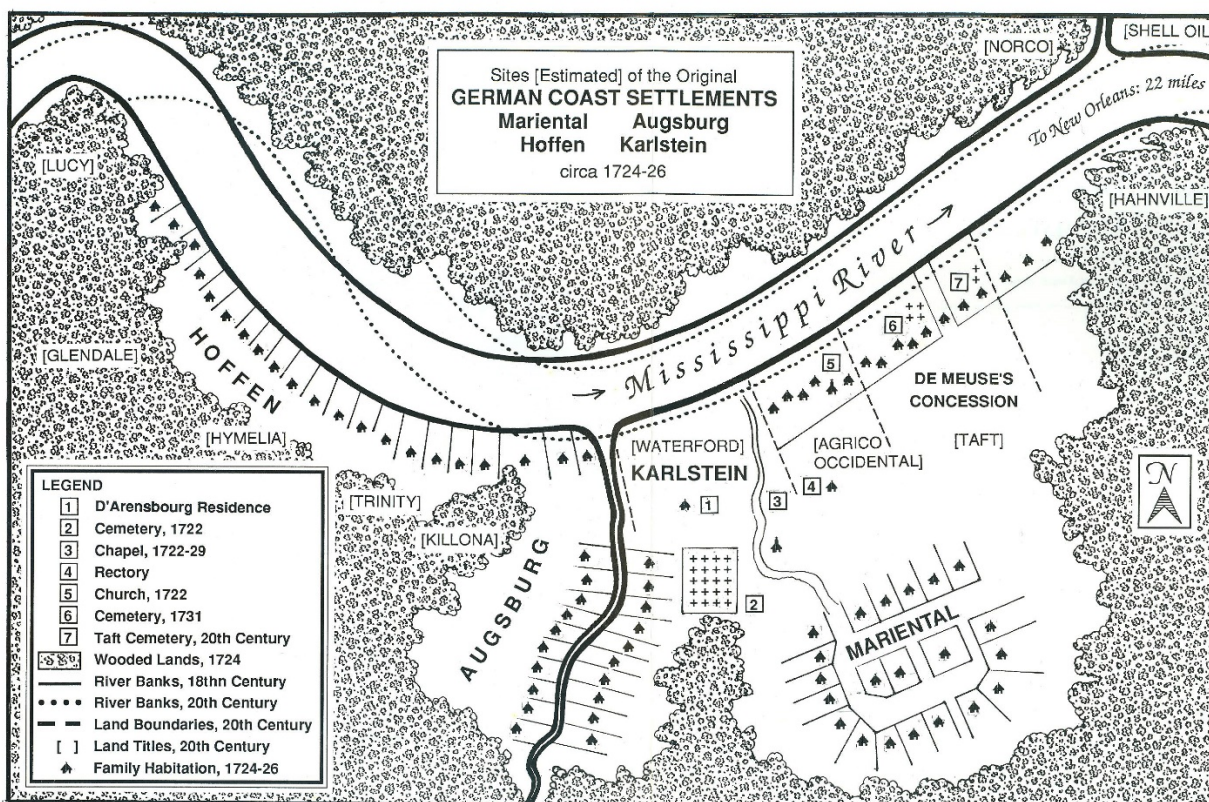 Sites [Estimated] of the Original
GERMAN COAST SETTLEMENTS
Mariental Augsburg
Hoffen Karlstein
circa 1724-26
[NORCO]
[SHELL OIL
To New Orleans: 22 miles
[LUCY]
[HAHNVILLE]
Mississippi River
[GLENDALE]
HOFFEN
[HYMELIA]
7
6
5
DE MEUSE'S
CONCESSION
[WATERFORD]
KARLSTEIN
[AGRICO
OCCIDENTAL]
[TAFT]
N
[TRINITY]
[KILLONA]
1
3
4
AUGSBURG
2
MARIENTAL
LEGEND
1 D'Arensbourg Residence
2 Cemetery, 1722
3 Chapel, 1722-29
4 Rectory
5 Church, 1722
6 Cemetery, 1731
7 Taft Cemetery, 20th Century
Wooded Lands, 1724
River Banks, 18thn Century
River Banks, 20th Century
Land Boundaries, 20th Century
[ ] Land Titles, 20th Century
Family Habitation, 1724-26